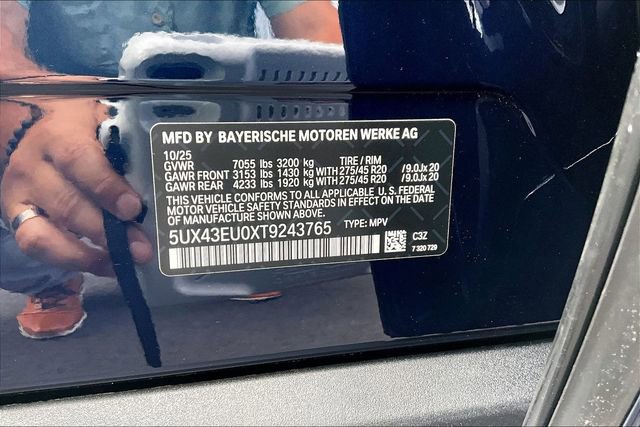 MFD BY BAYERISCHE MOTOREN WERKE AG
10/25
GVWR 7055 lbs 3200 kg TIRE / RIM
GAWR FRONT 3153 lbs 1430 kg WITH 275/45 R20 /9.0Jx 20
GAWR REAR 4233 lbs 1920 kg WITH 275/45 R20 /9.0Jx 20
THIS VEHICLE CONFORMS TO ALL APPLICABLE U. S. FEDERAL
MOTOR VEHICLE SAFETY STANDARDS IN EFFECT ON THE DATE
OF MANUFACTURE SHOWN ABOVE.
5UX43EU0XT9243765 TYPE: MPV
C3Z
7 320 729